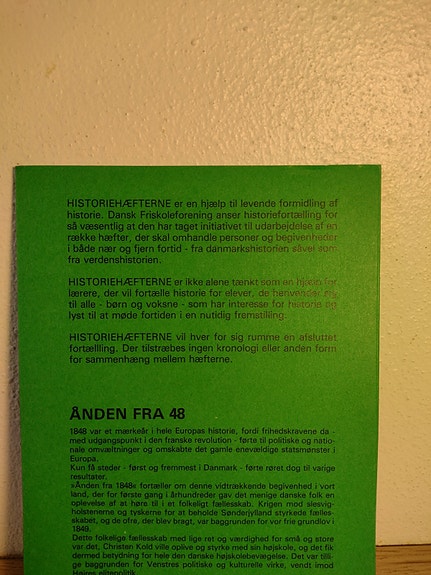 HISTORIEHÆFTERNE er en hjælp til levende formidling af
historie. Dansk Friskoleforening anser historiefortælling for
så væsentlig at den har taget initiativet til udarbejdelse af en
række hæfter, der skal omhandle personer og begivenheder
i både nær og fjern fortid - fra danmarkshistorien såvel som
fra verdenshistorien.
HISTORIEHÆFTERNE er ikke alene tænkt som en hjælp for
lærere, der vil fortælle historie for elever, de henvender sig
til alle - børn og voksne - som har interesse for historie og
lyst til at møde fortiden i en nutidig fremstilling.
HISTORIEHÆFTERNE vil hver for sig rumme en afsluttet
fortællling. Der tilstræbes ingen kronologi eller anden form
for sammenhæng mellem hæfterne.
ÅNDEN FRA 48
1848 var et mærkeår i hele Europas historie, fordi frihedskravene da -
med udgangspunkt i den franske revolution - førte til politiske og natio-
nale omvæltninger og omskabte det gamle enevældige statsmønster i
Europa.
Kun få steder - først og fremmest i Danmark - førte røret dog til varige
resultater.
»Ånden fra 1848« fortæller om denne vidtrækkende begivenhed i vort
land, der for første gang i århundreder gav det menige danske folk en
oplevelse af at høre til i et folkeligt fællesskab. Krigen mod slesvig-
holstenerne og tyskerne for at beholde Sønderjylland styrkede fælles-
skabet, og de ofre, der blev bragt, var baggrunden for vor frie grundlov i
1849.
Dette folkelige fællesskab med lige ret og værdighed for små og store
var det, Christen Kold ville oplive og styrke med sin højskole, og det fik
dermed betydning for hele den danske højskolebevægelse. Det var tilli-
ge baggrunden for Venstres politiske og kulturelle virke, vendt imod
Højres elitepolitik.